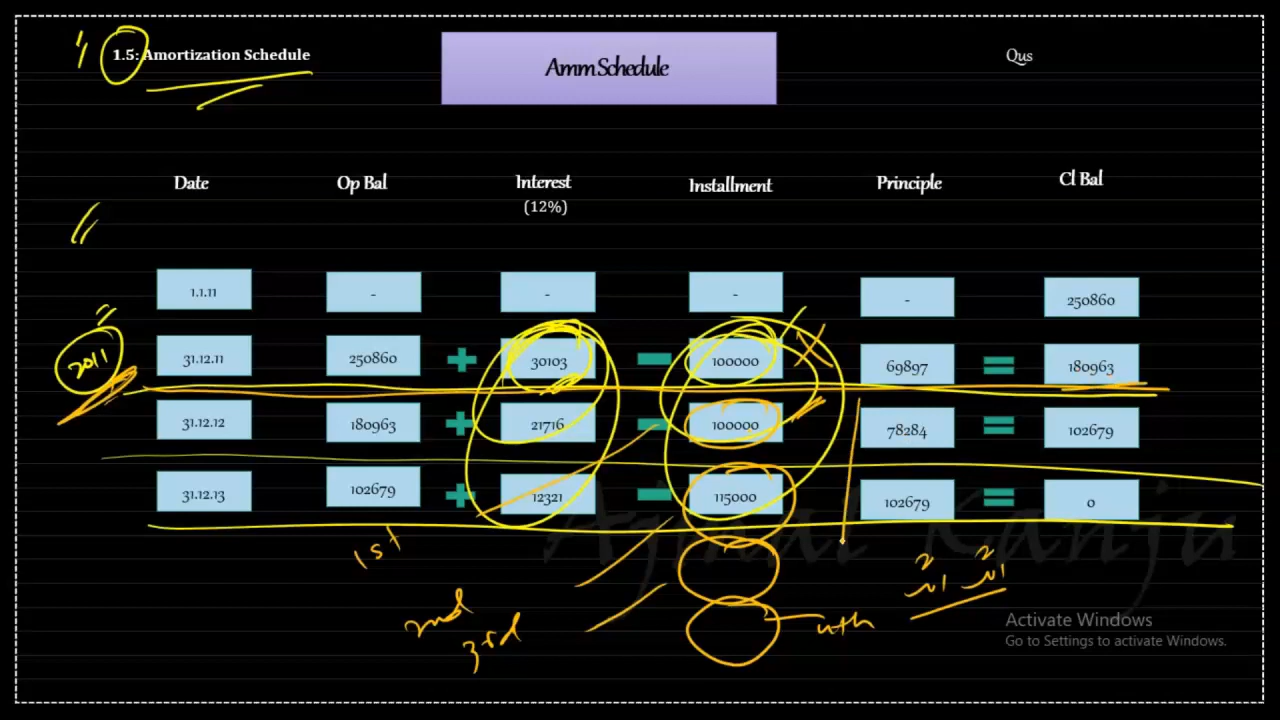 1.5: Amortization Schedule
Amm Schedule
Qus
Date Op Bal Interest Installment Principle Cl Bal
(12%)
1.1.11 - - - - 250860
2011 31.12.11 250860 + 30103 - 100000 69897 = 180963
31.12.12 180963 + 21716 - 100000 78284 = 102679
31.12.13 102679 + 12321 - 115000 102679 = 0
Ajmal Kanju
1st
2nd
3rd
Activate Windows
Go to Settings to activate Windows.